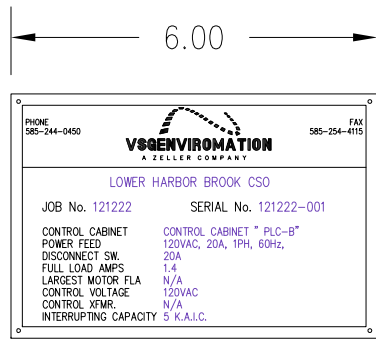 6.00
PHONE
585-244-0450
FAX
585-254-4115
VSGENVIROMATION
A ZELLER COMPANY
LOWER HARBOR BROOK CSO
JOB No. 121222 SERIAL No. 121222-001
CONTROL CABINET CONTROL CABINET " PLC-B"
POWER FEED 120VAC, 20A, 1PH, 60Hz,
DISCONNECT SW. 20A
FULL LOAD AMPS 1.4
LARGEST MOTOR FLA N/A
CONTROL VOLTAGE 120VAC
CONTROL XFMR. N/A
INTERRUPTING CAPACITY 5 K.A.I.C.